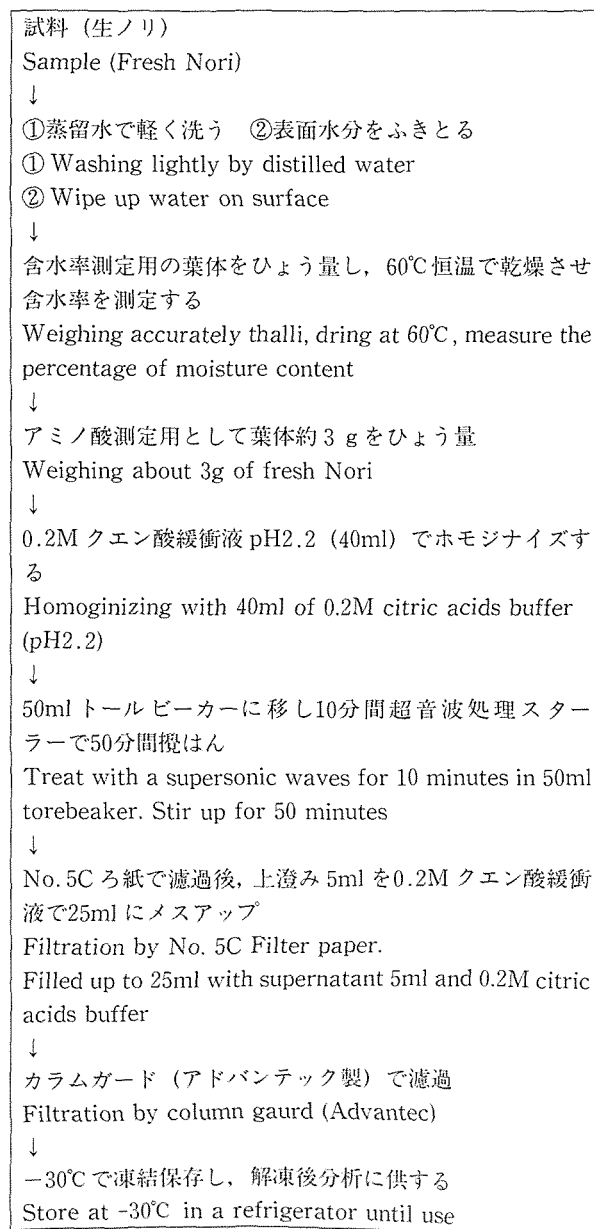 試料 (生ノリ)
Sample (Fresh Nori)
↓
①蒸留水で軽く洗う　②表面水分をふきとる
① Washing lightly by distilled water
② Wipe up water on surface
↓
含水率測定用の葉体をひょう量し，60℃恒温で乾燥させ
含水率を測定する
Weighing accurately thalli, dring at 60℃, measure the
percentage of moisture content
↓
アミノ酸測定用として葉体約3gをひょう量
Weighing about 3g of fresh Nori
↓
0.2M クエン酸緩衝液 pH2.2 (40ml) でホモジナイズす
る
Homoginizing with 40ml of 0.2M citric acids buffer
(pH2.2)
↓
50ml トールビーカーに移し10分間超音波処理スター
ラーで50分間攪はん
Treat with a supersonic waves for 10 minutes in 50ml
torebeaker. Stir up for 50 minutes
↓
No. 5C ろ紙で濾過後，上澄み 5ml を0.2M クエン酸緩衝
液で25ml にメスアップ
Filtration by No. 5C Filter paper.
Filled up to 25ml with supernatant 5ml and 0.2M citric
acids buffer
↓
カラムガード (アドバンテック製) で濾過
Filtration by column gaurd (Advantec)
↓
−30℃で凍結保存し，解凍後分析に供する
Store at -30℃ in a refrigerator until use